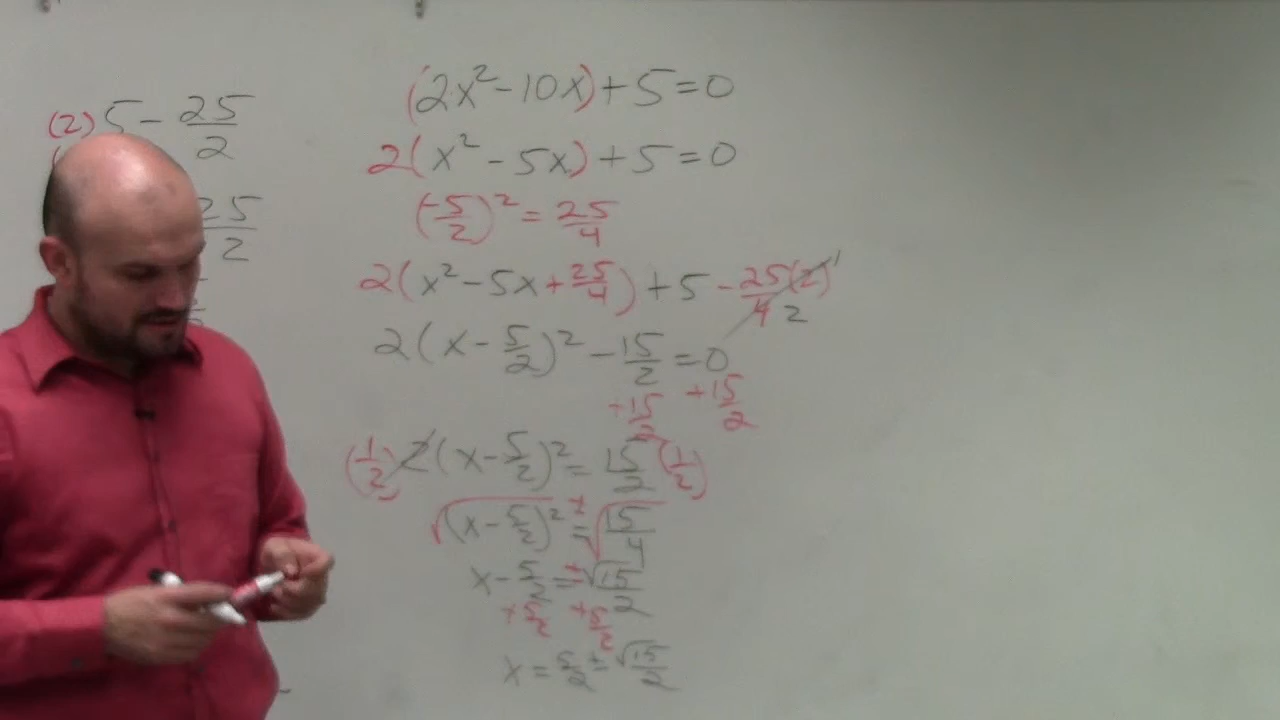 (2) 5 - 25/2
25/2
(2x² - 10x) + 5 = 0
2(x² - 5x) + 5 = 0
(-5/2)² = 25/4
2(x² - 5x + 25/4) + 5 - 25/4 (2) 1
2
2(x - 5/2)² - 15/2 = 0
+15/2 +15/2
(1/2) 2(x - 5/2)² = 15/2 (1/2)
√(x - 5/2)² = ±√15/4
x - 5/2 = ±√15/2
+5/2 +5/2
x = 5/2 ± √15/2